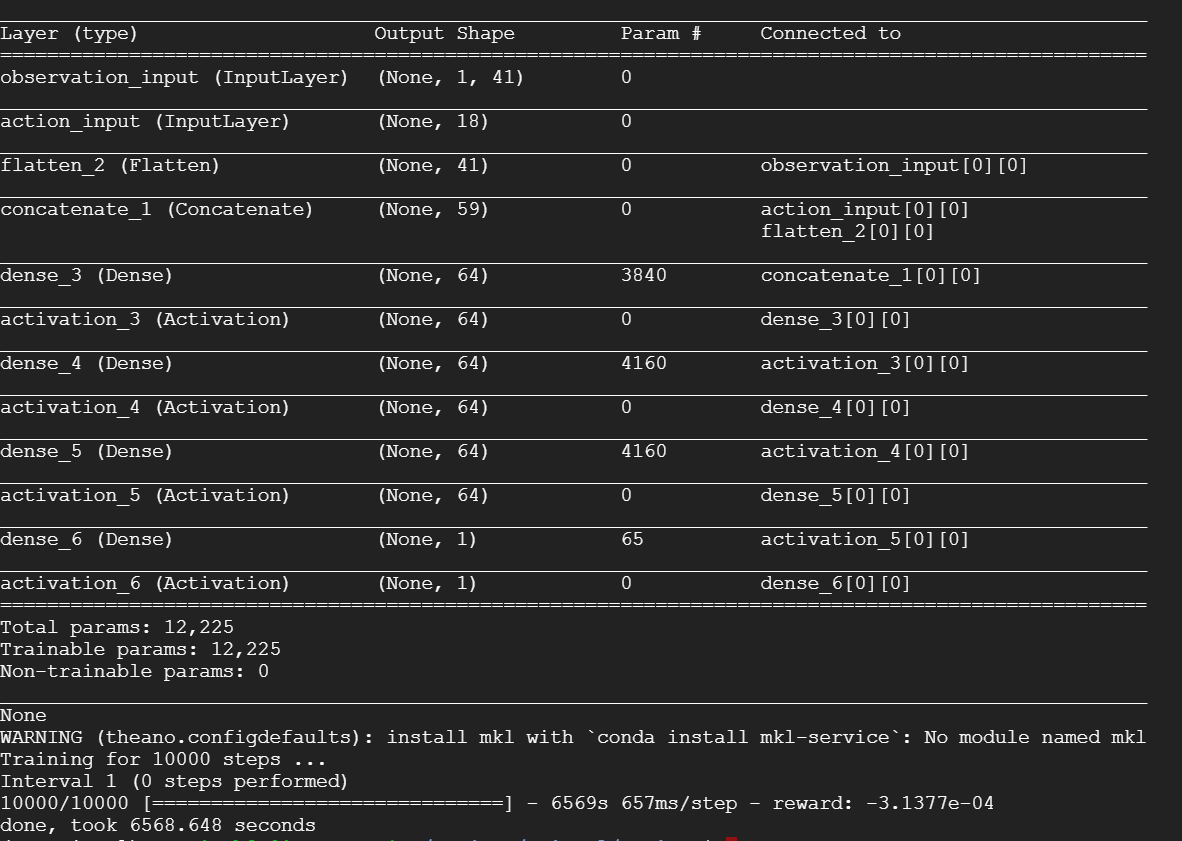 Layer (type) Output Shape Param # Connected to
observation_input (InputLayer) (None, 1, 41) 0
action_input (InputLayer) (None, 18) 0
flatten_2 (Flatten) (None, 41) 0 observation_input[0][0]
concatenate_1 (Concatenate) (None, 59) 0 action_input[0][0]
flatten_2[0][0]
dense_3 (Dense) (None, 64) 3840 concatenate_1[0][0]
activation_3 (Activation) (None, 64) 0 dense_3[0][0]
dense_4 (Dense) (None, 64) 4160 activation_3[0][0]
activation_4 (Activation) (None, 64) 0 dense_4[0][0]
dense_5 (Dense) (None, 64) 4160 activation_4[0][0]
activation_5 (Activation) (None, 64) 0 dense_5[0][0]
dense_6 (Dense) (None, 1) 65 activation_5[0][0]
activation_6 (Activation) (None, 1) 0 dense_6[0][0]
Total params: 12,225
Trainable params: 12,225
Non-trainable params: 0
None
WARNING (theano.configdefaults): install mkl with `conda install mkl-service`: No module named mkl
Training for 10000 steps ...
Interval 1 (0 steps performed)
10000/10000 [==============================] - 6569s 657ms/step - reward: -3.1377e-04
done, took 6568.648 seconds